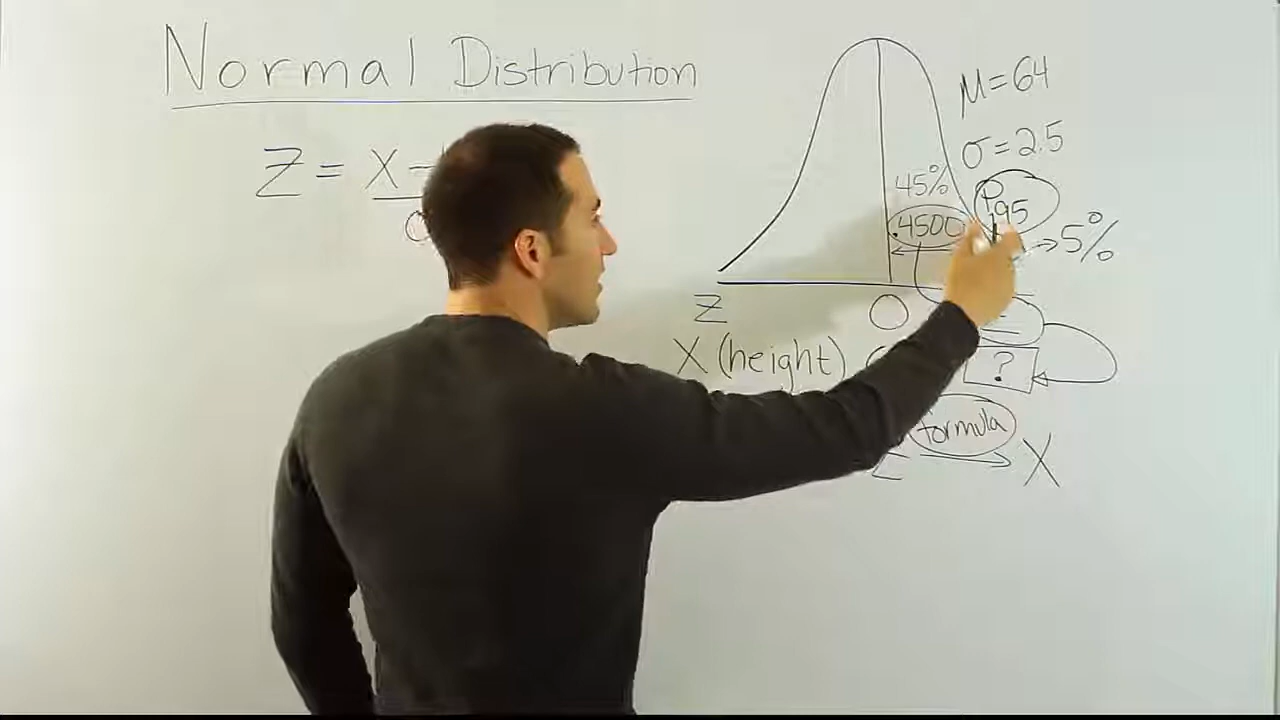 Normal Distribution
Z = X -
μ = 64
σ = 2.5
45%
.4500
P95
5%
Z
0
X (height)
?
formula
Z → X